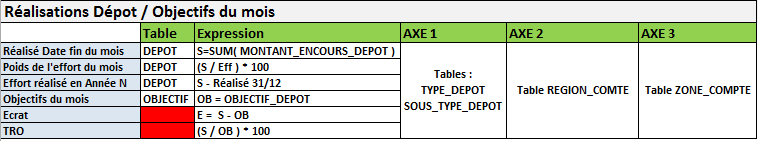 Réalisations Dépot / Objectifs du mois
Table Expression AXE 1 AXE 2 AXE 3
Réalisé Date fin du mois DEPOT S=SUM( MONTANT_ENCOURS_DEPOT )
Poids de l'effort du mois DEPOT (S / Eff ) * 100
Effort réalisé en Année N DEPOT S - Réalisé 31/12
Objectifs du mois OBJECTIF OB = OBJECTIF_DEPOT
Ecrat E = S - OB
TRO (S / OB ) * 100
Tables :
TYPE_DEPOT
SOUS_TYPE_DEPOT
Table REGION_COMTE
Table ZONE_COMPTE